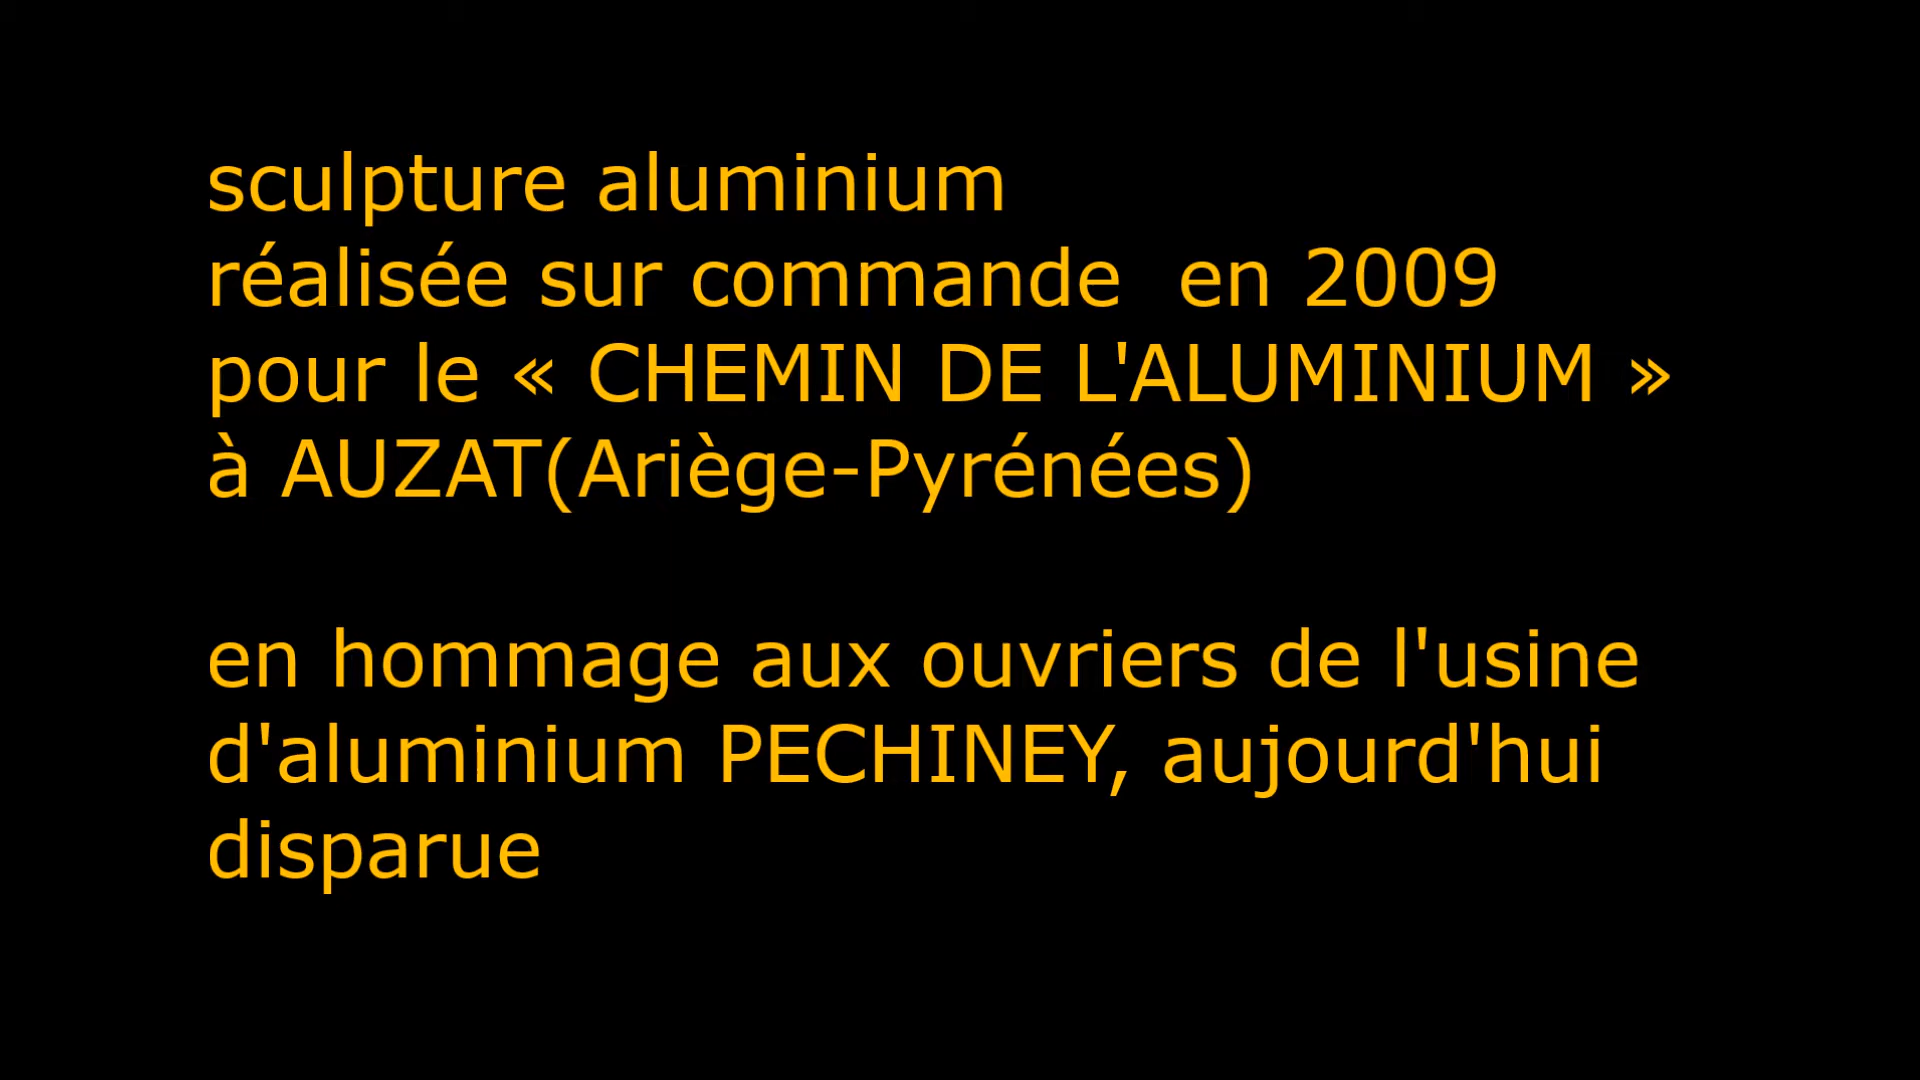 sculpture aluminium
réalisée sur commande  en 2009
pour le « CHEMIN DE L'ALUMINIUM »
à AUZAT(Ariège-Pyrénées)
en hommage aux ouvriers de l'usine
d'aluminium PECHINEY, aujourd'hui
disparue